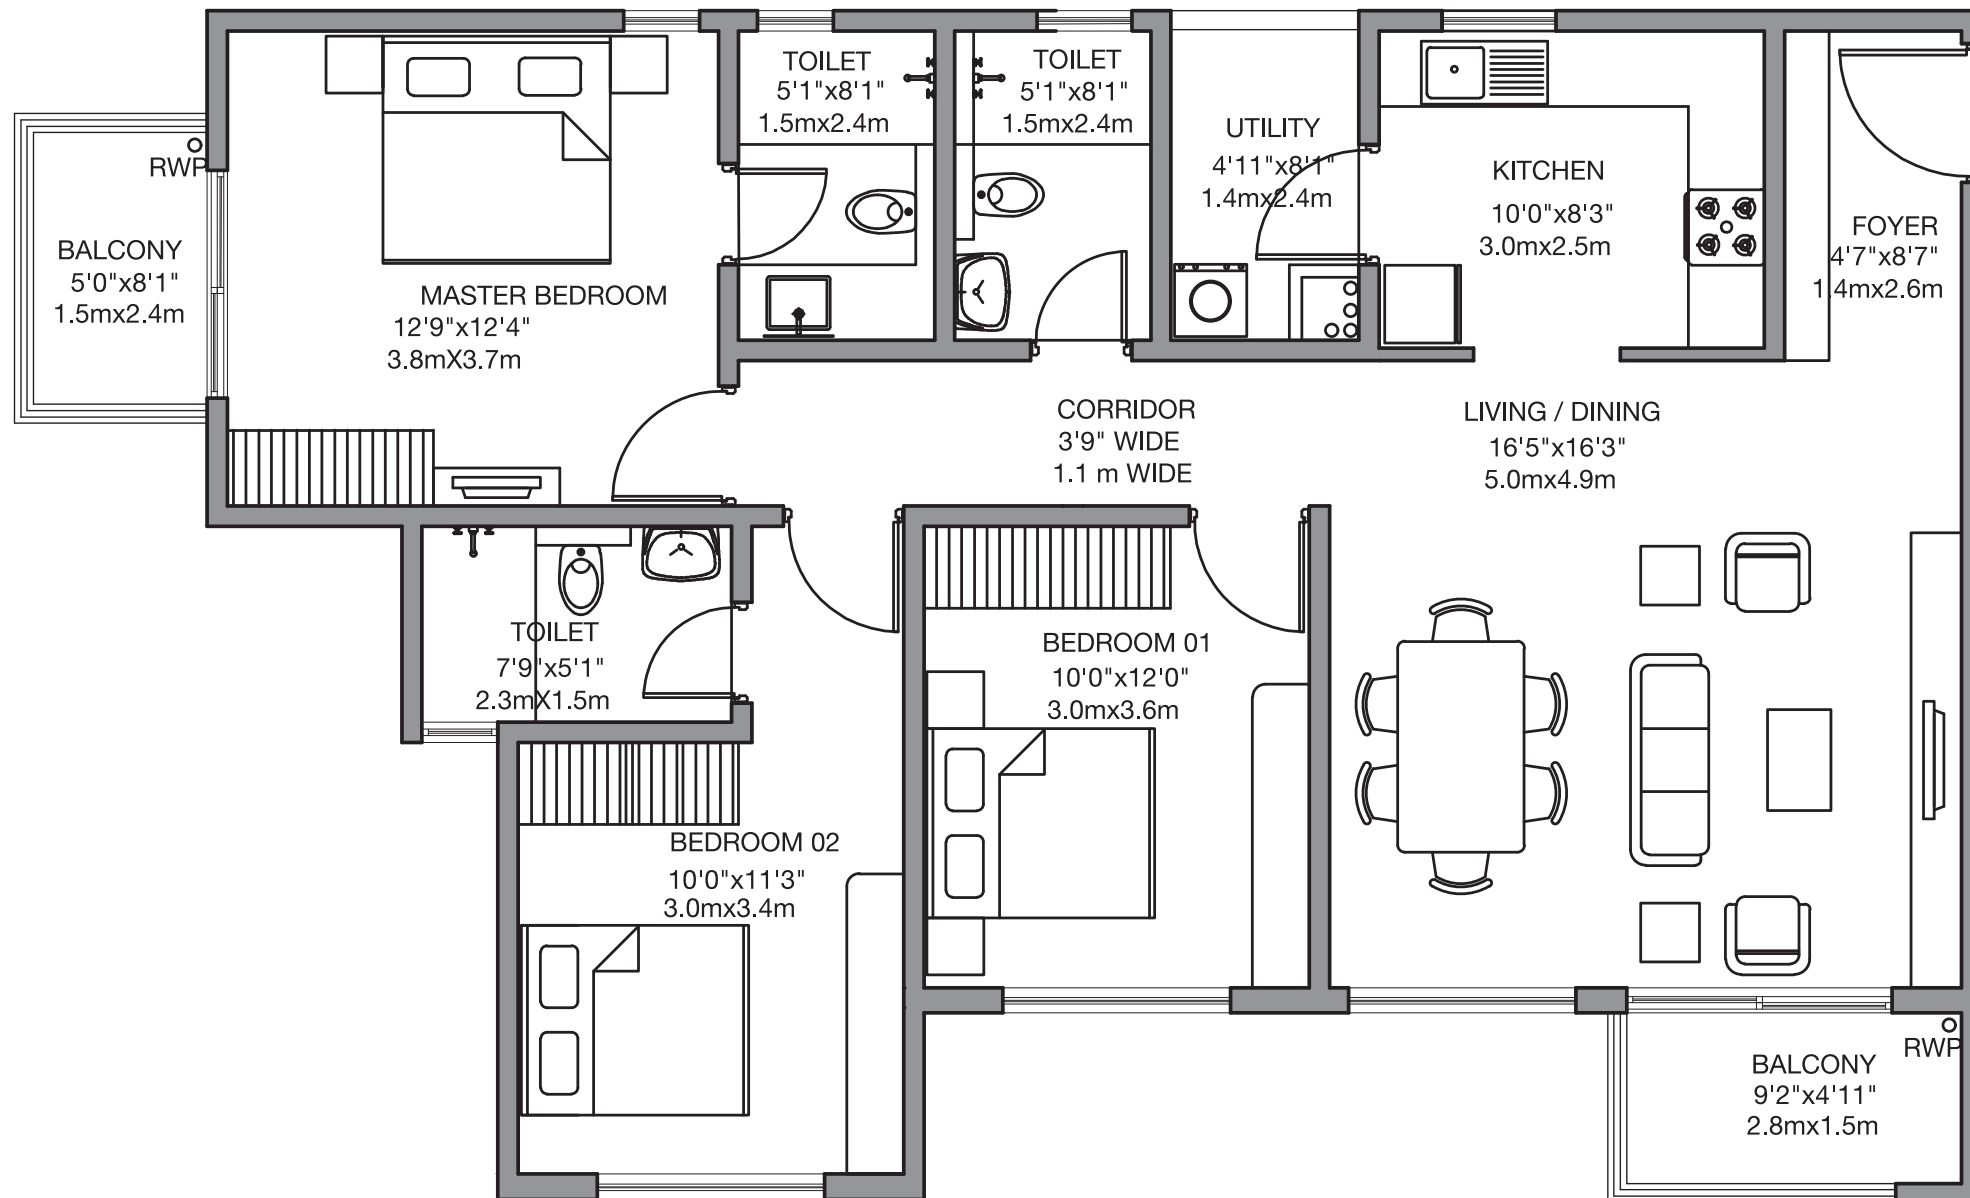 TOILET
5'1"x8'1"
1.5mx2.4m
TOILET
5'1"x8'1"
1.5mx2.4m
UTILITY
4'11"x8'1"
1.4mx2.4m
KITCHEN
10'0"x8'3"
3.0mx2.5m
FOYER
4'7"x8'7"
1.4mx2.6m
RWP
BALCONY
5'0"x8'1"
1.5mx2.4m
MASTER BEDROOM
12'9"x12'4"
3.8mX3.7m
CORRIDOR
3'9" WIDE
1.1 m WIDE
LIVING / DINING
16'5"x16'3"
5.0mx4.9m
TOILET
7'9"x5'1"
2.3mX1.5m
BEDROOM 01
10'0"x12'0"
3.0mx3.6m
BEDROOM 02
10'0"x11'3"
3.0mx3.4m
RWP
BALCONY
9'2"x4'11"
2.8mx1.5m